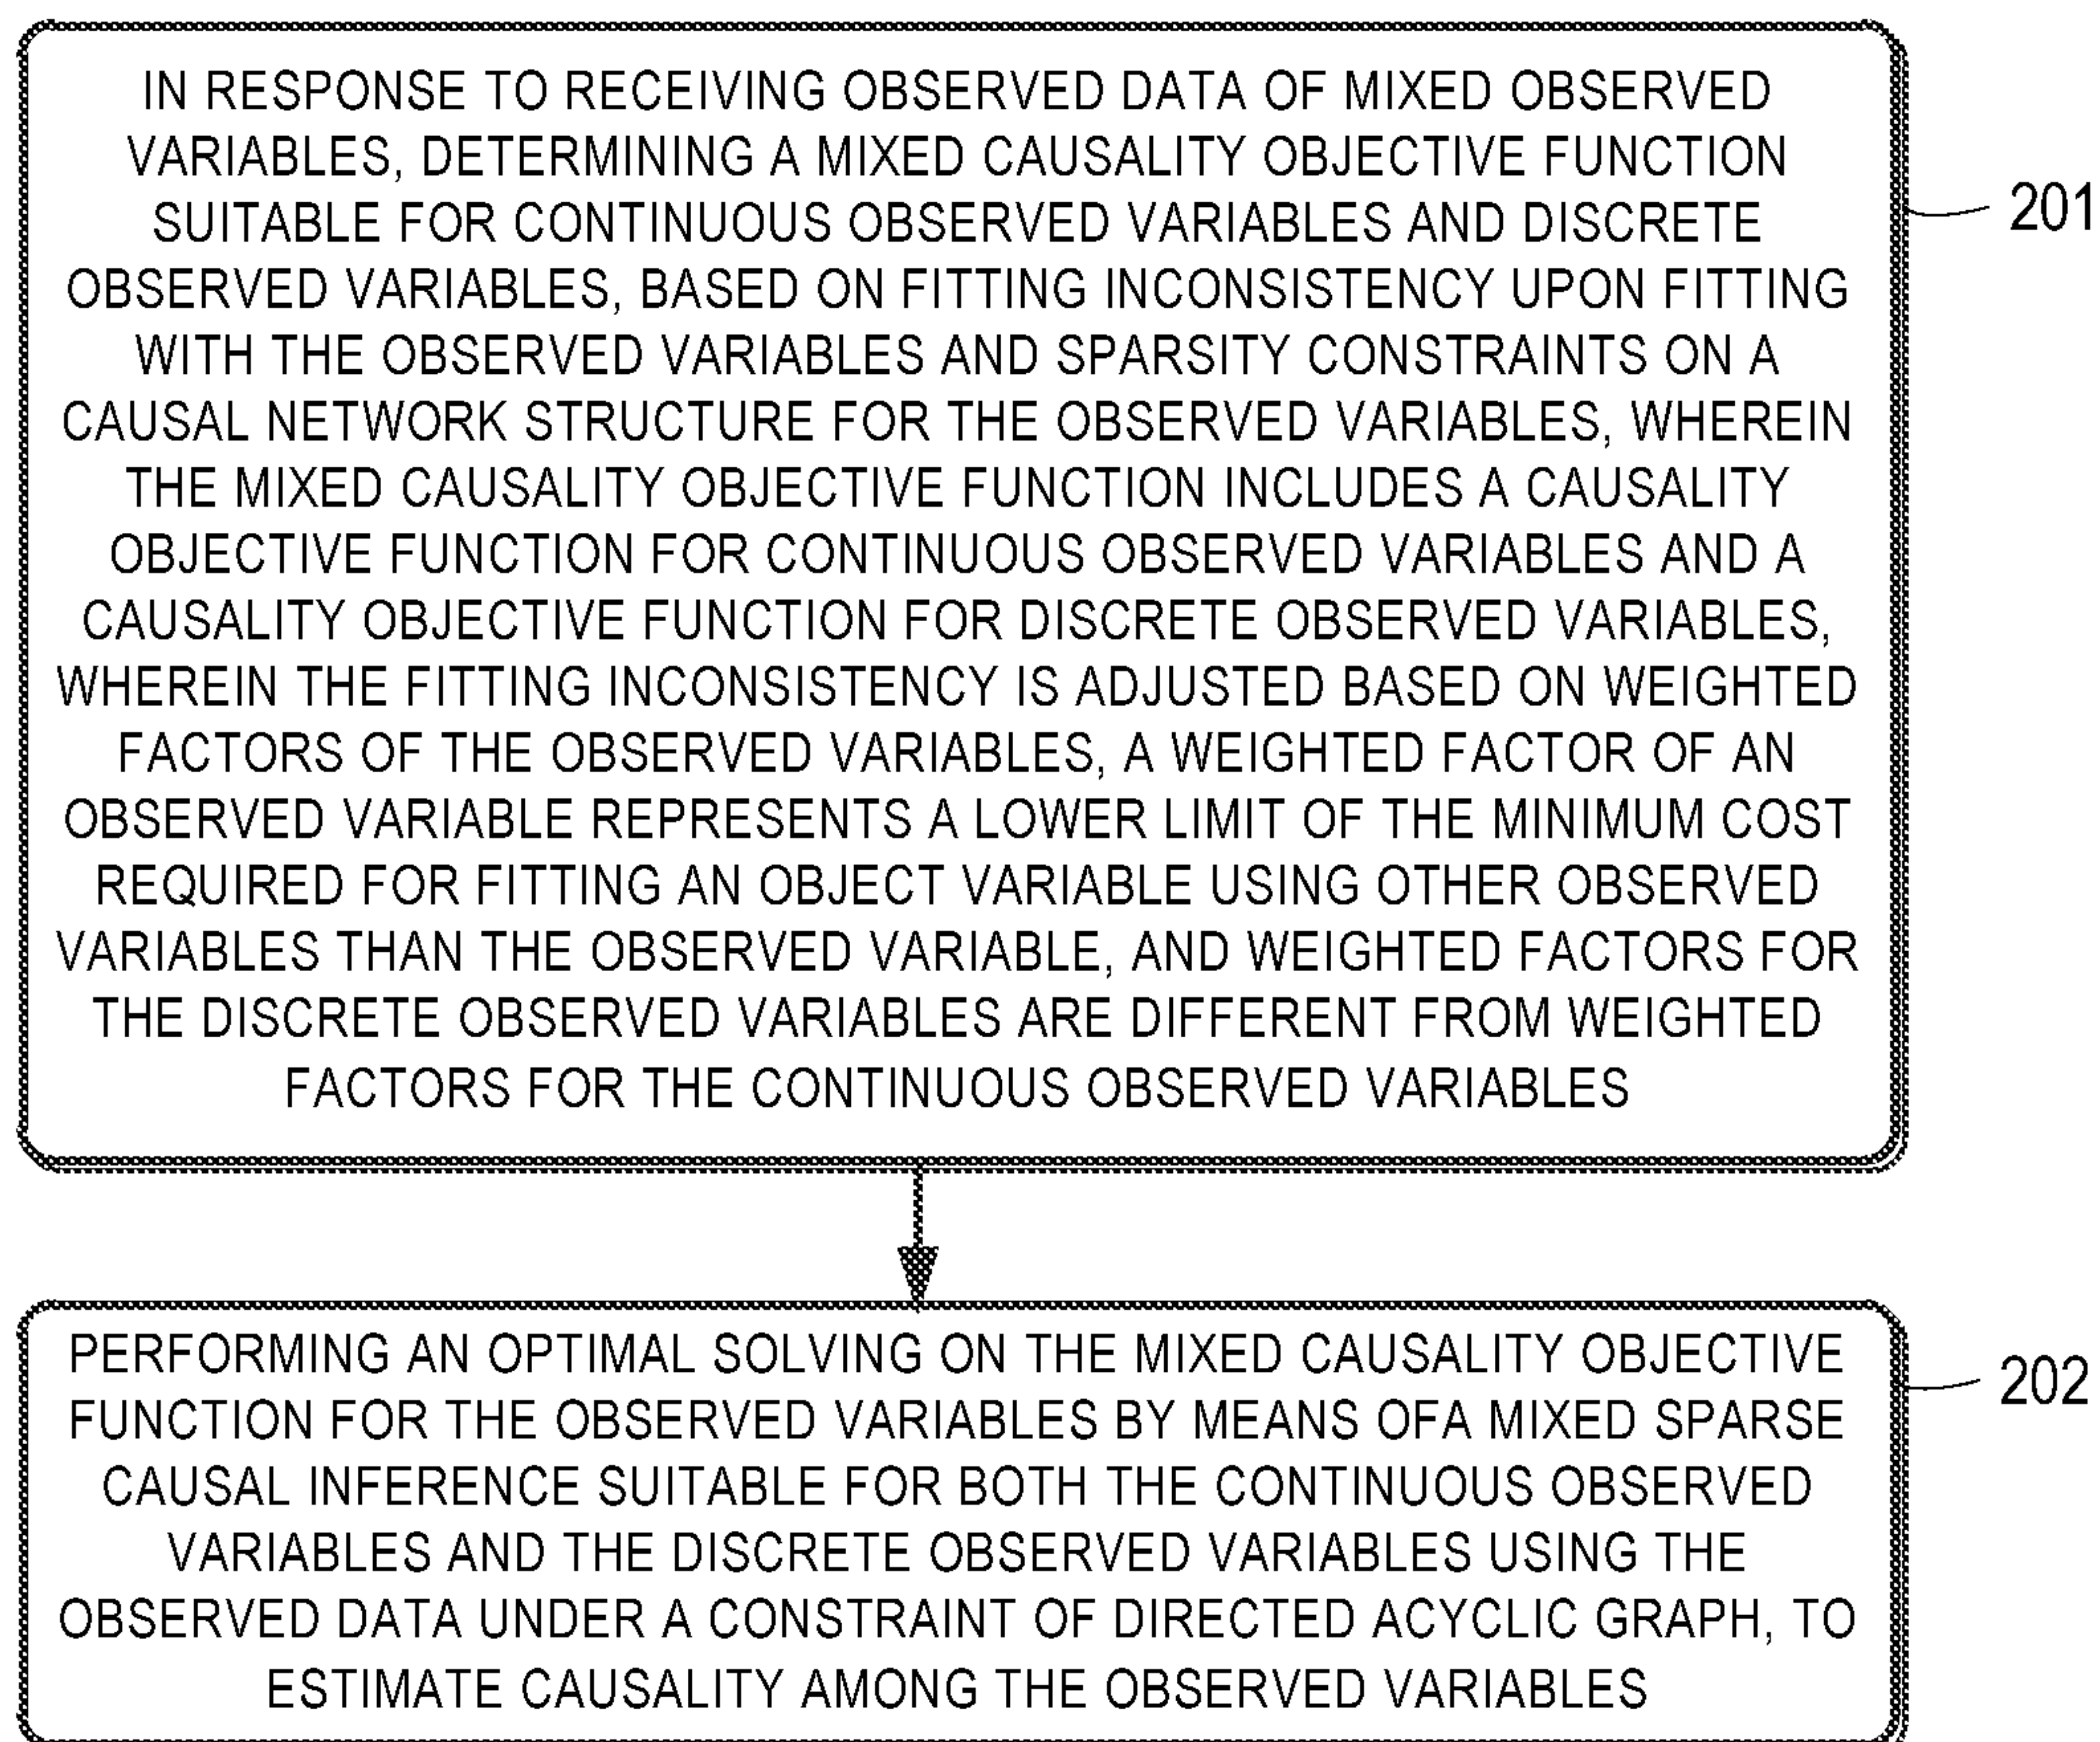 IN RESPONSE TO RECEIVING OBSERVED DATA OF MIXED OBSERVED
VARIABLES, DETERMINING A MIXED CAUSALITY OBJECTIVE FUNCTION
SUITABLE FOR CONTINUOUS OBSERVED VARIABLES AND DISCRETE
OBSERVED VARIABLES, BASED ON FITTING INCONSISTENCY UPON FITTING
WITH THE OBSERVED VARIABLES AND SPARSITY CONSTRAINTS ON A
CAUSAL NETWORK STRUCTURE FOR THE OBSERVED VARIABLES, WHEREIN
THE MIXED CAUSALITY OBJECTIVE FUNCTION INCLUDES A CAUSALITY
OBJECTIVE FUNCTION FOR CONTINUOUS OBSERVED VARIABLES AND A
CAUSALITY OBJECTIVE FUNCTION FOR DISCRETE OBSERVED VARIABLES,
WHEREIN THE FITTING INCONSISTENCY IS ADJUSTED BASED ON WEIGHTED
FACTORS OF THE OBSERVED VARIABLES, A WEIGHTED FACTOR OF AN
OBSERVED VARIABLE REPRESENTS A LOWER LIMIT OF THE MINIMUM COST
REQUIRED FOR FITTING AN OBJECT VARIABLE USING OTHER OBSERVED
VARIABLES THAN THE OBSERVED VARIABLE, AND WEIGHTED FACTORS FOR
THE DISCRETE OBSERVED VARIABLES ARE DIFFERENT FROM WEIGHTED
FACTORS FOR THE CONTINUOUS OBSERVED VARIABLES
201
PERFORMING AN OPTIMAL SOLVING ON THE MIXED CAUSALITY OBJECTIVE
FUNCTION FOR THE OBSERVED VARIABLES BY MEANS OFA MIXED SPARSE
CAUSAL INFERENCE SUITABLE FOR BOTH THE CONTINUOUS OBSERVED
VARIABLES AND THE DISCRETE OBSERVED VARIABLES USING THE
OBSERVED DATA UNDER A CONSTRAINT OF DIRECTED ACYCLIC GRAPH, TO
ESTIMATE CAUSALITY AMONG THE OBSERVED VARIABLES
202